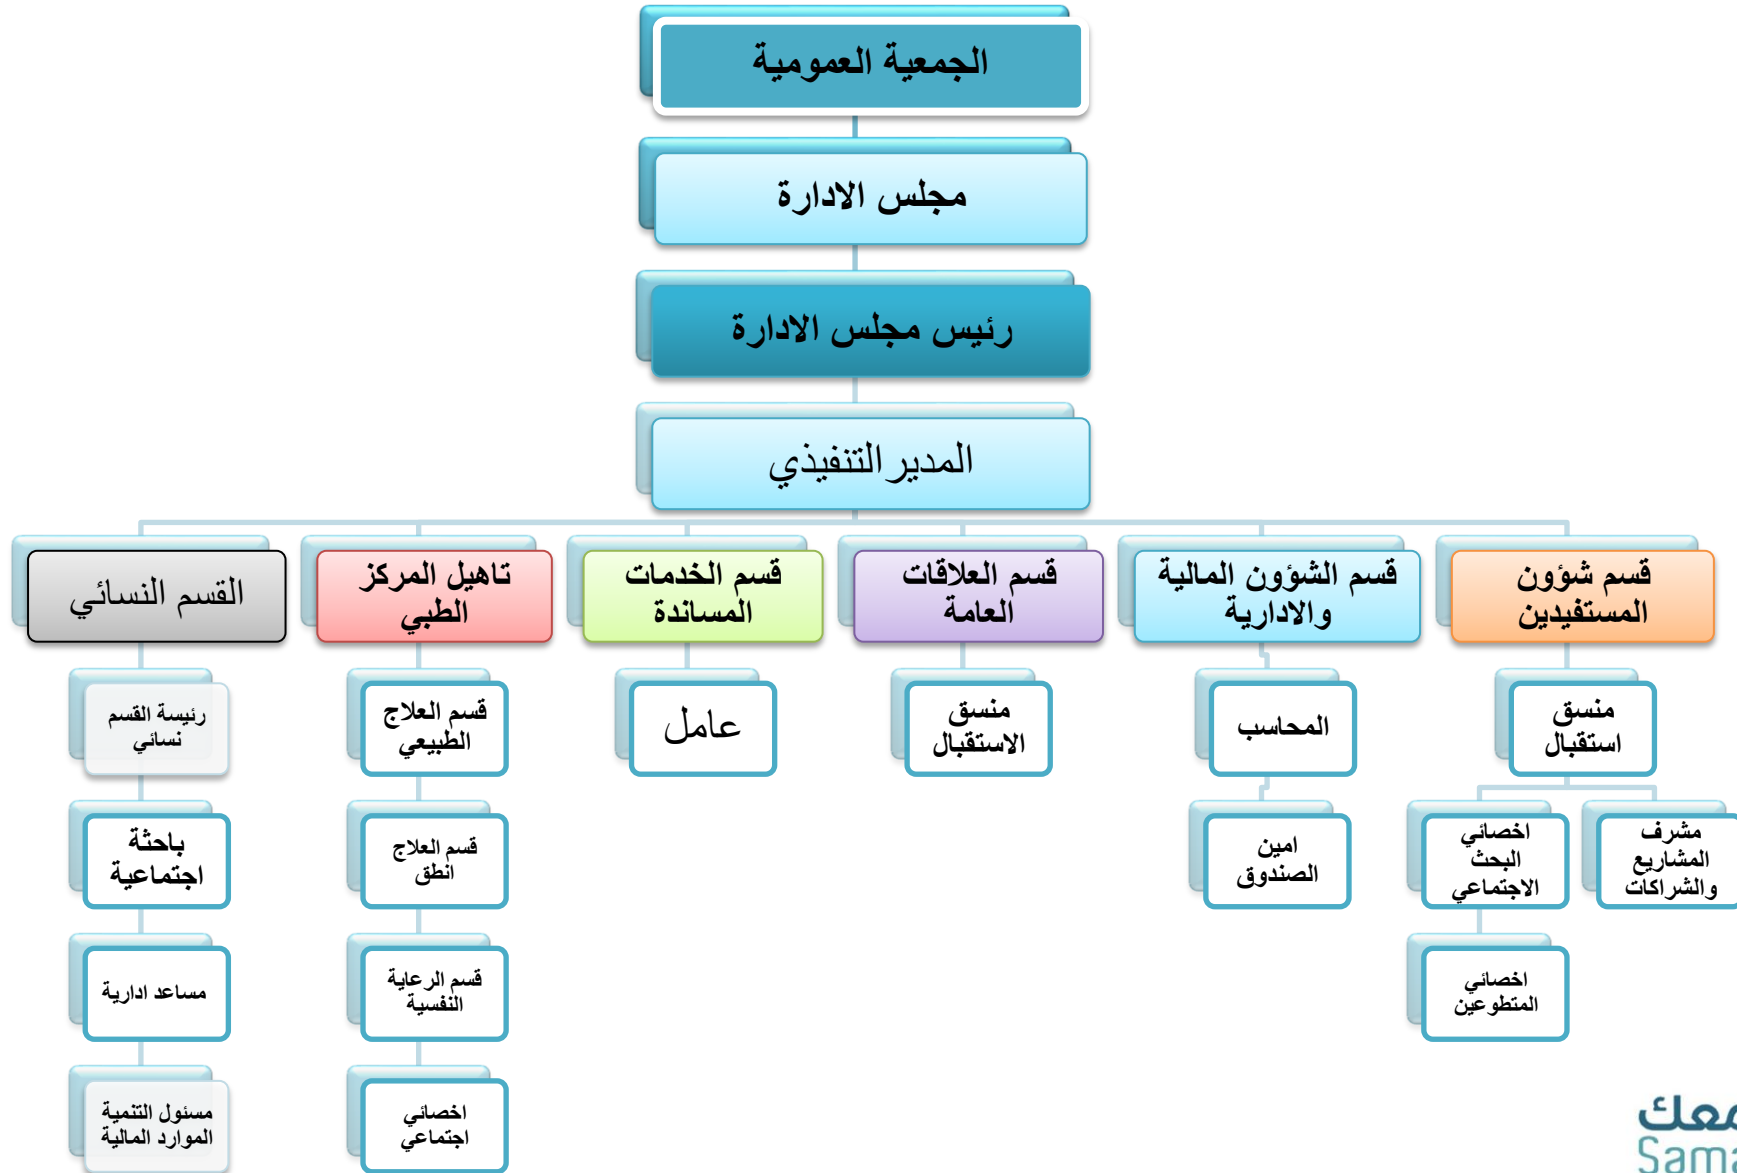 الجمعية العمومية
مجلس الادارة
رئيس مجلس الادارة
المدير التنفيذي
قسم شؤون
المستفيدين
قسم الشؤون المالية
والادارية
قسم العلاقات
العامة
قسم الخدمات
المساندة
تاهيل المركز
الطبي
القسم النسائي
منسق
استقبال
المحاسب
منسق
الاستقبال
عامل
قسم العلاج
الطبيعي
رئيسة القسم
نسائي
مشرف
المشاريع
والشراكات
اخصائي
البحث
الاجتماعي
امين
الصندوق
قسم العلاج
انطق
باحثة
اجتماعية
اخصائي
المتطوعين
قسم الرعاية
النفسية
مساعد ادارية
اخصائي
اجتماعي
مسئول التنمية
الموارد المالية